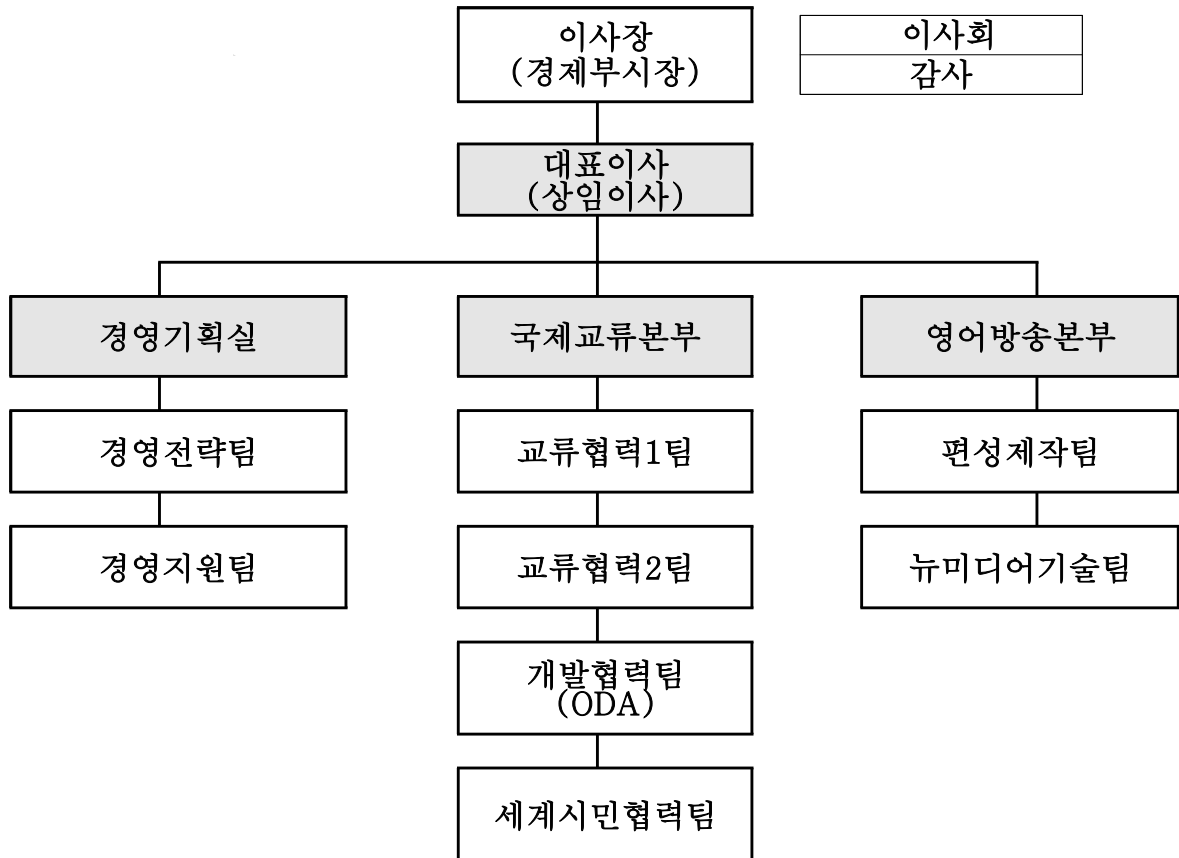 이사장
(경제부시장)
이사회
감사
대표이사
(상임이사)
경영기획실
국제교류본부
영어방송본부
경영전략팀
교류협력1팀
편성제작팀
경영지원팀
교류협력2팀
뉴미디어기술팀
개발협력팀
(ODA)
세계시민협력팀